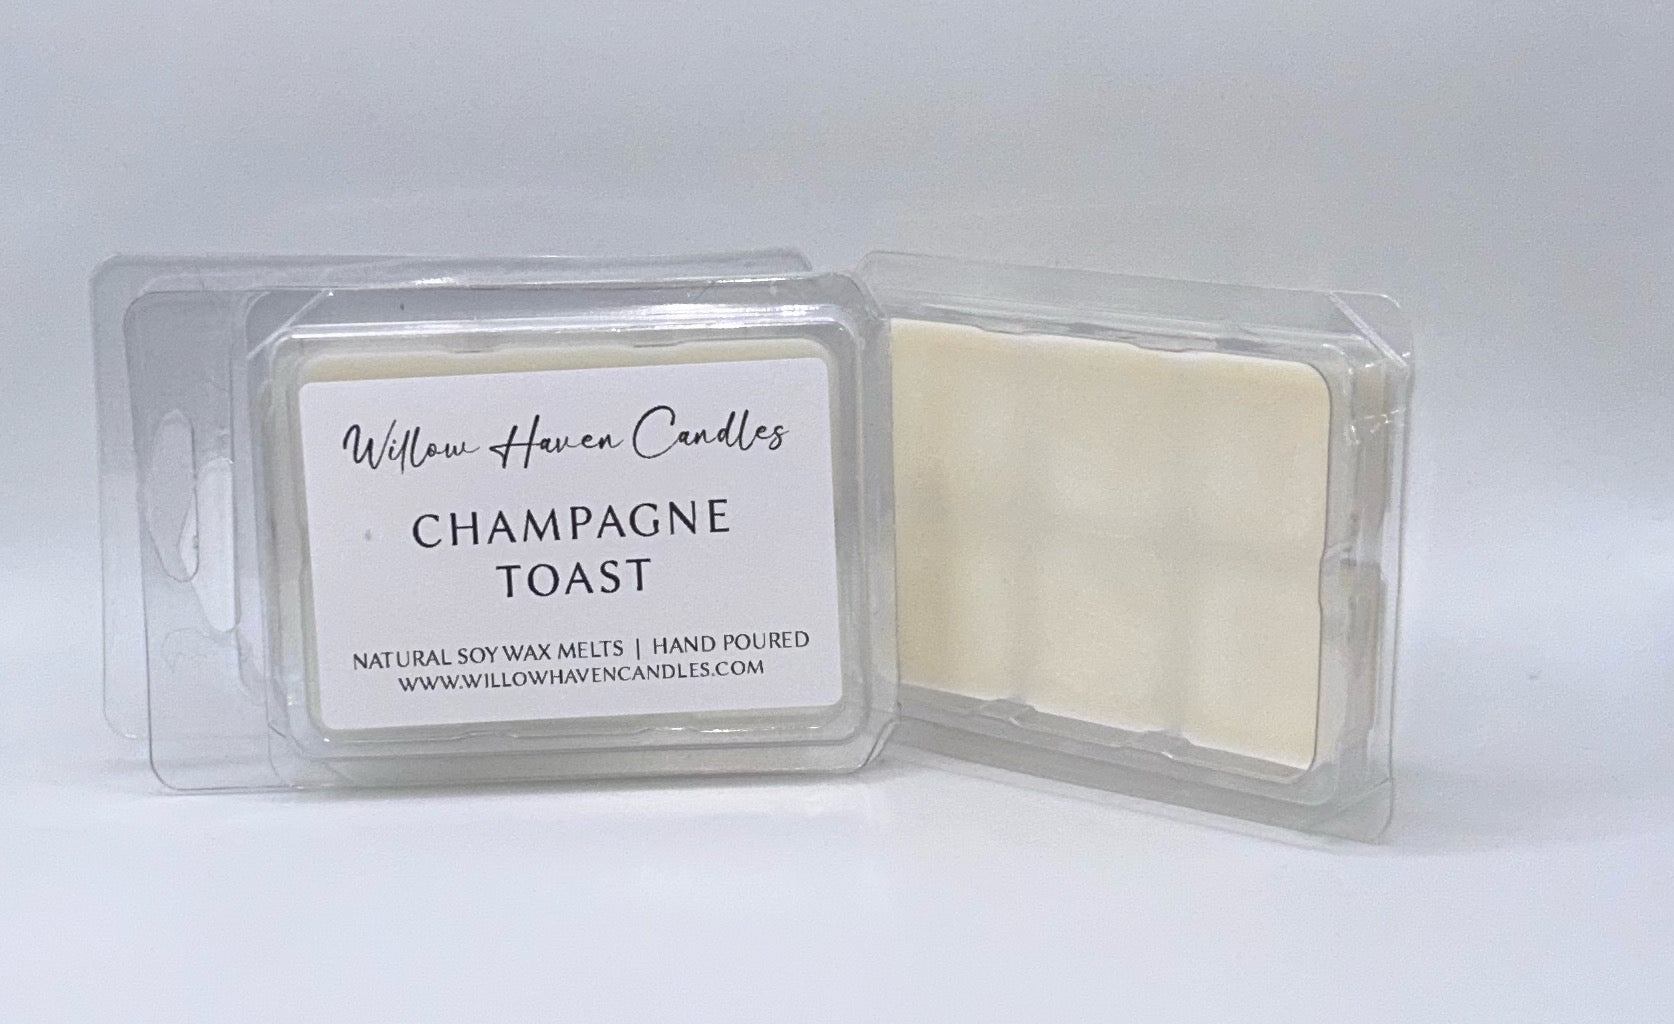 Willow Haven Candles
CHAMPAGNE
TOAST
NATURAL SOY WAX MELTS | HAND POURED
WWW.WILLOWHAVENCANDLES.COM